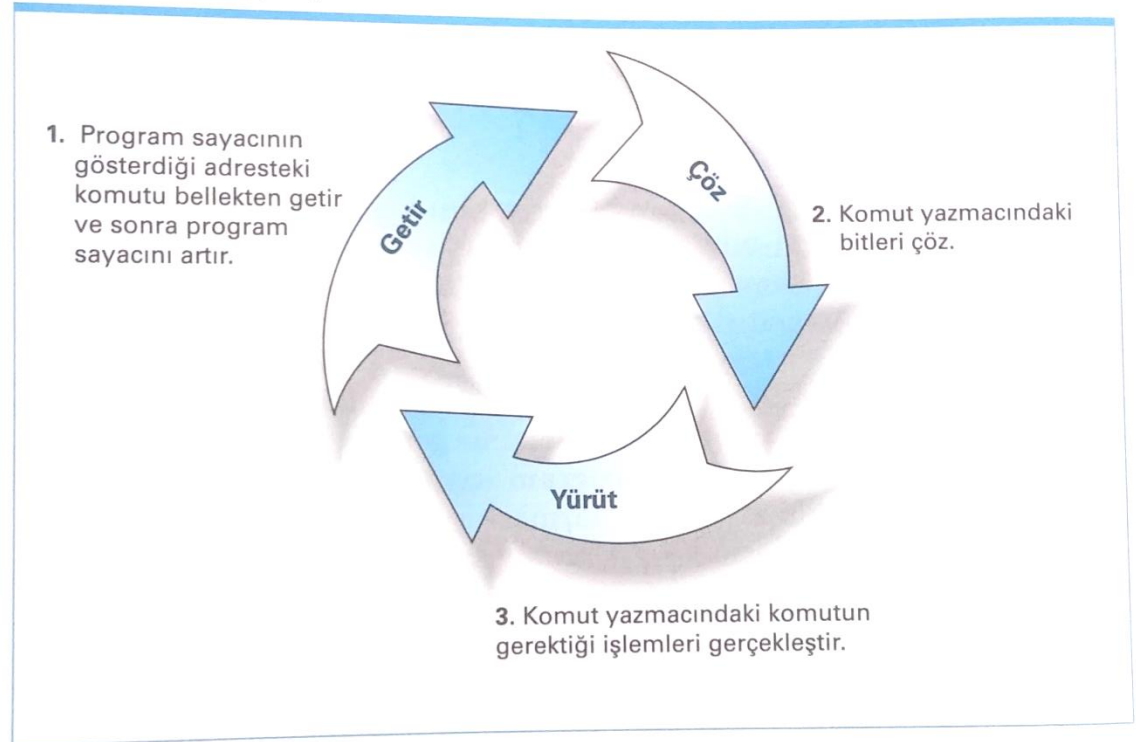 1. Program sayacının
gösterdiği adresteki
komutu bellekten getir
ve sonra program
sayacını artır.
Getir
Çöz
2. Komut yazmacındaki
bitleri çöz.
Yürüt
3. Komut yazmacındaki komutun
gerektiği işlemleri gerçekleştir.